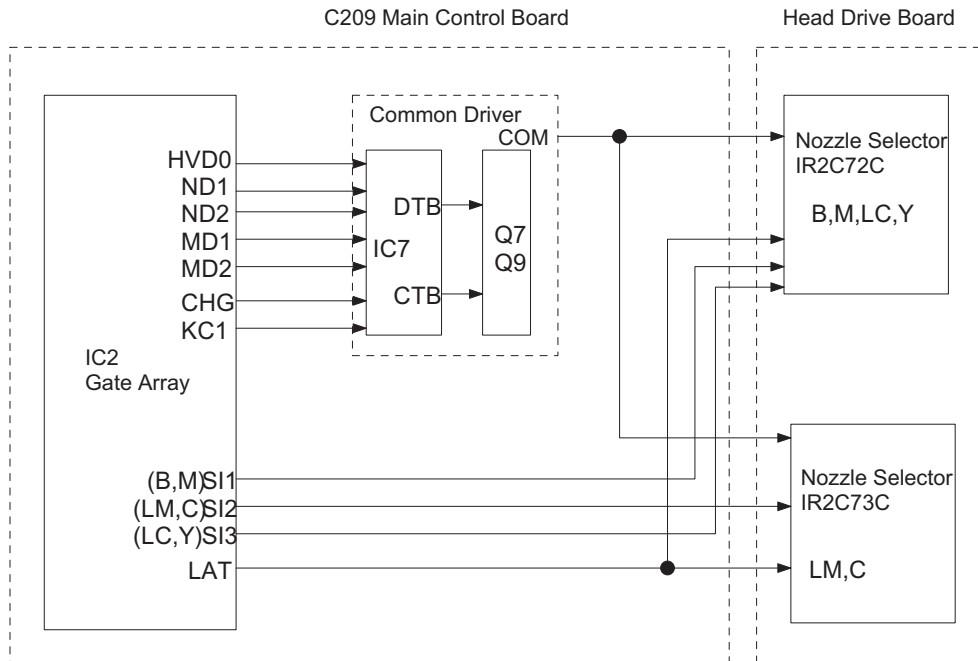 C209 Main Control Board
Head Drive Board
Common Driver
COM
HVD0
ND1
ND2
MD1
MD2
CHG
KC1
DTB
IC7
CTB
Q7
Q9
Nozzle Selector
IR2C72C
B,M,LC,Y
IC2
Gate Array
(B,M)SI1
(LM,C)SI2
(LC,Y)SI3
LAT
Nozzle Selector
IR2C73C
LM,C